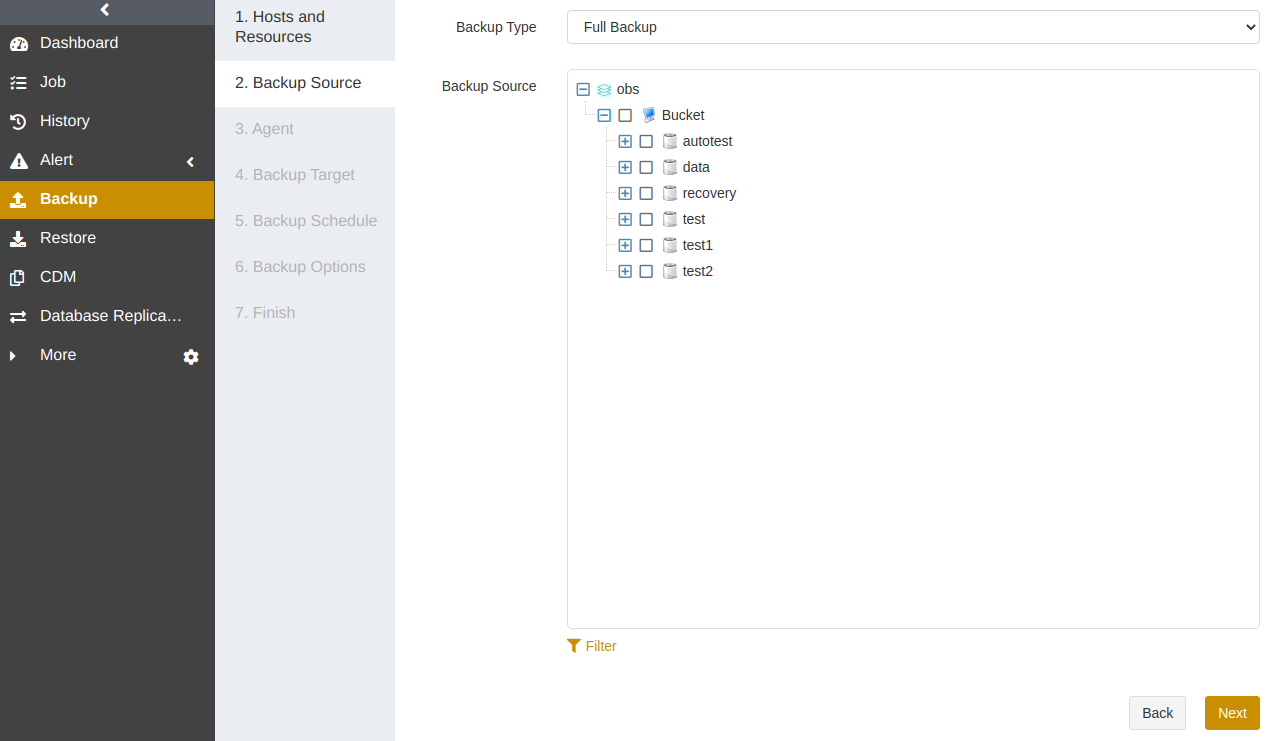 Dashboard
Job
History
Alert
Backup
Restore
CDM
Database Replica…
More
1. Hosts and
Resources
2. Backup Source
3. Agent
4. Backup Target
5. Backup Schedule
6. Backup Options
7. Finish
Backup Type
Full Backup
Backup Source
obs
Bucket
autotest
data
recovery
test
test1
test2
Filter
Back
Next